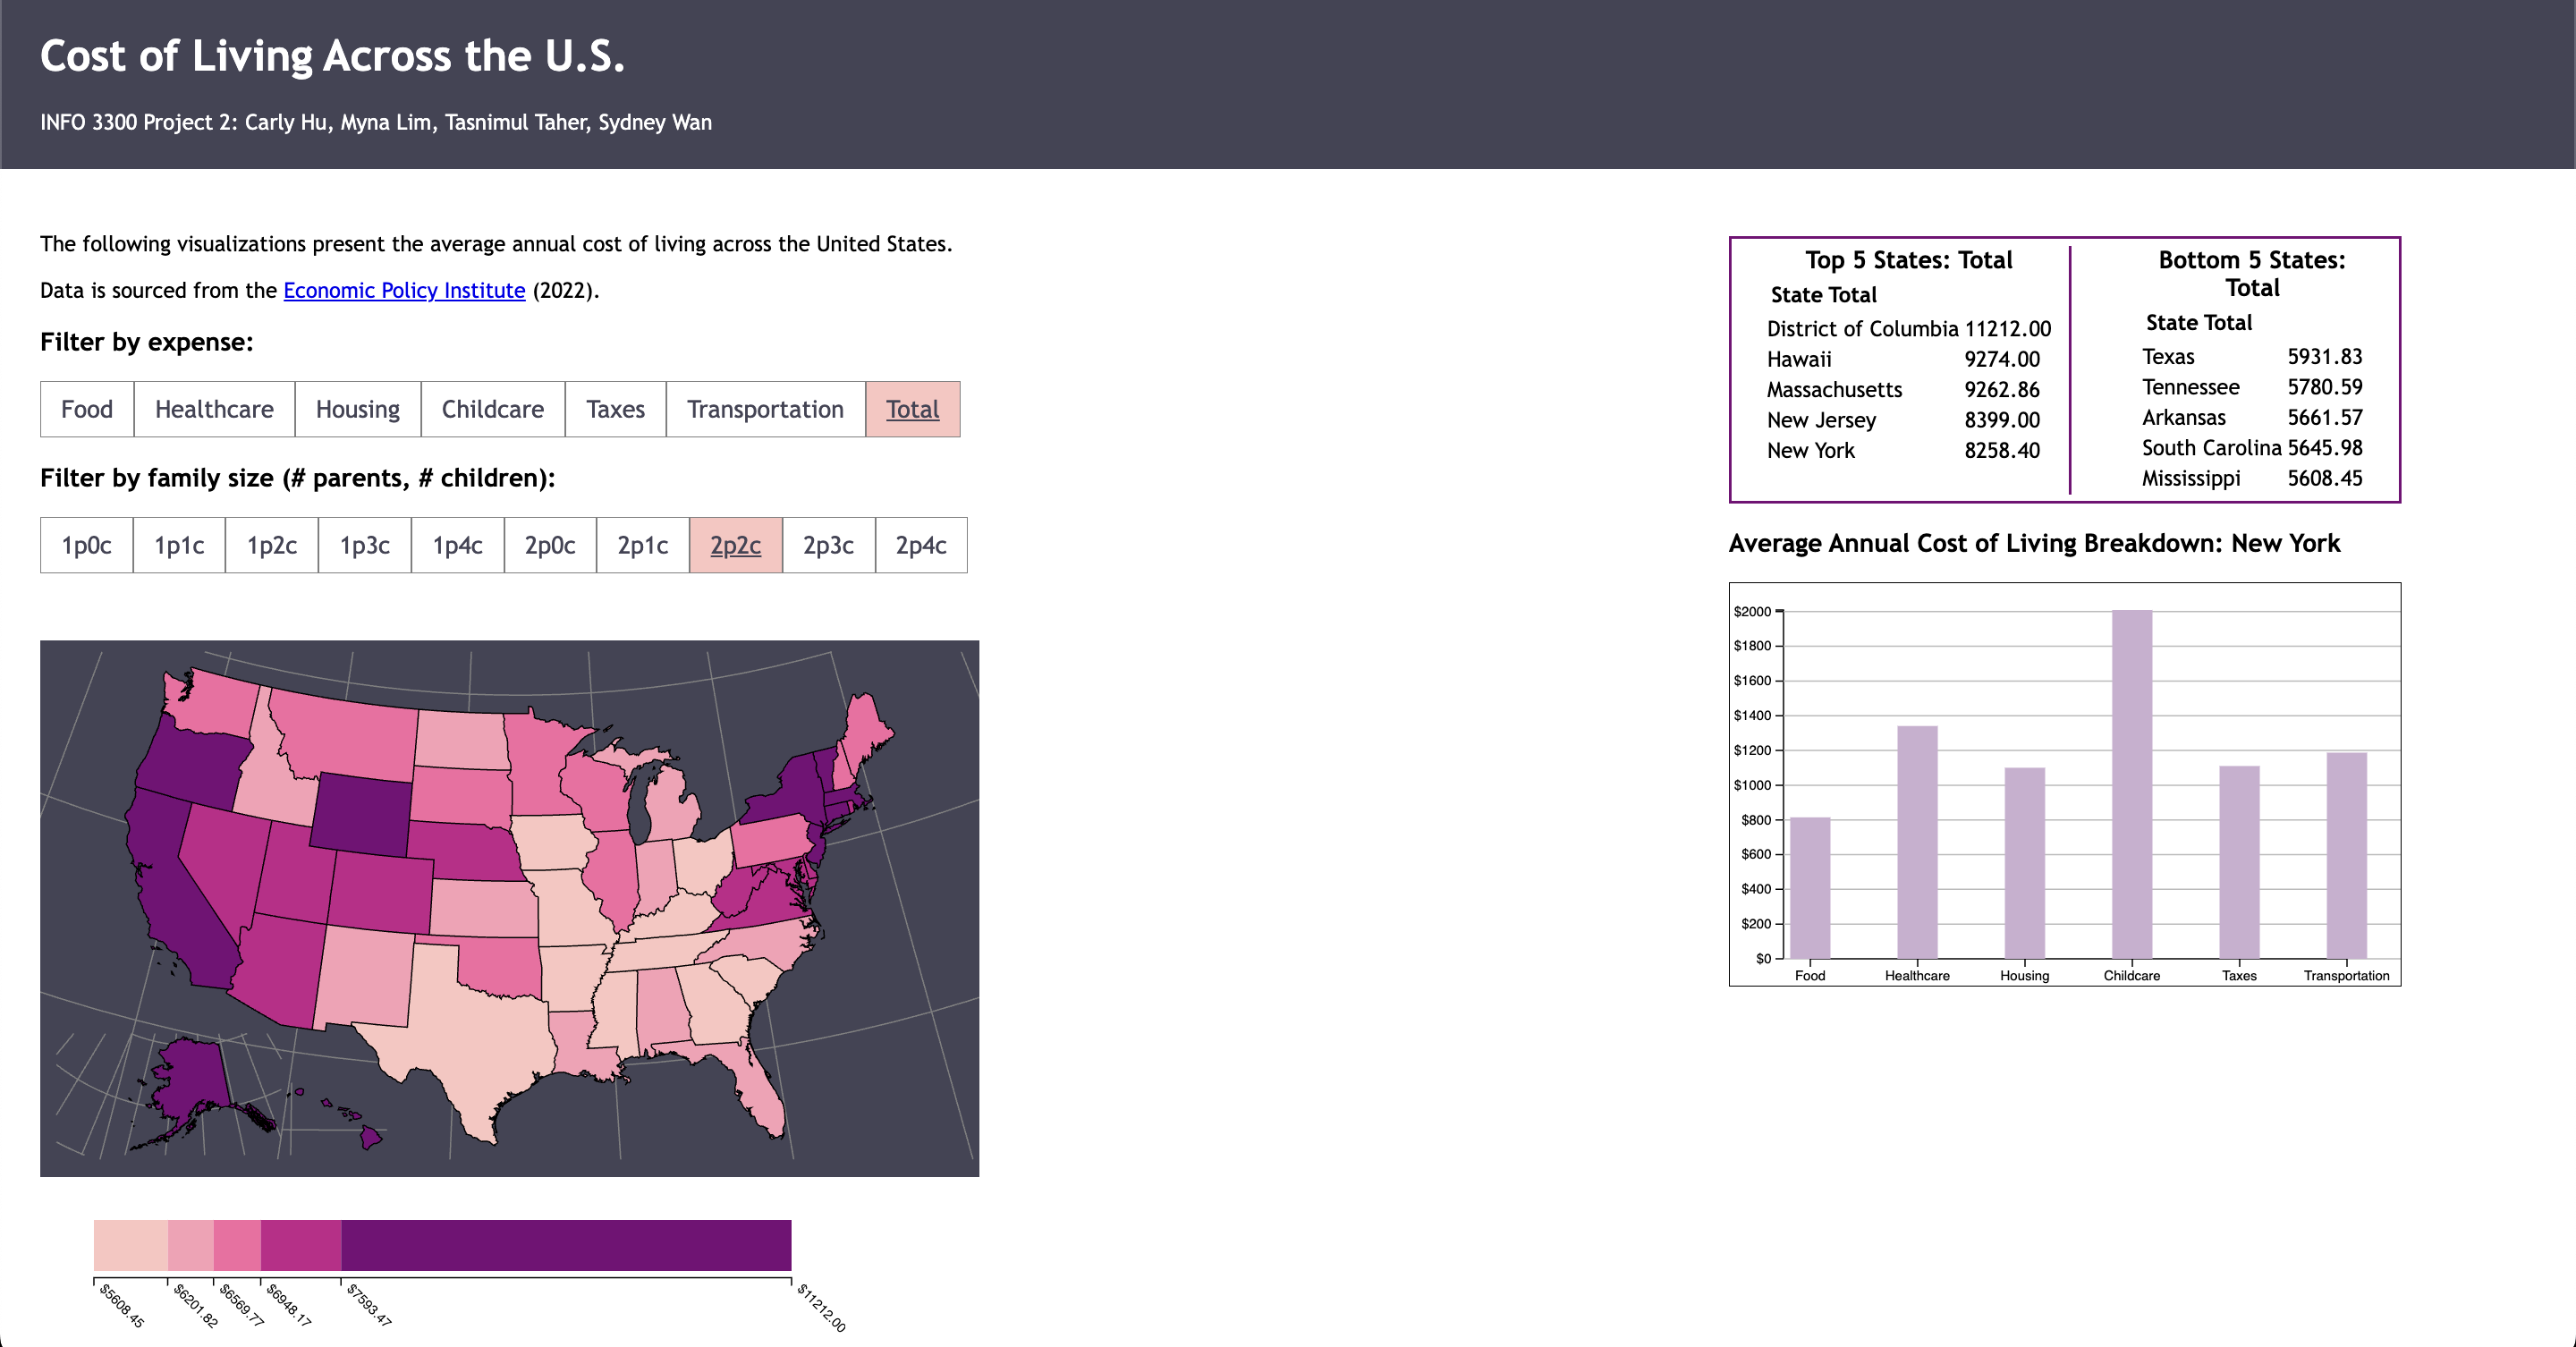 Cost of Living Across the U.S.
INFO 3300 Project 2: Carly Hu, Myna Lim, Tasnimul Taher, Sydney Wan
The following visualizations present the average annual cost of living across the United States.
Data is sourced from the Economic Policy Institute (2022).
Filter by expense:
Food Healthcare Housing Childcare Taxes Transportation Total
Filter by family size (# parents, # children):
1p0c 1p1c 1p2c 1p3c 1p4c 2p0c 2p1c 2p2c 2p3c 2p4c
$5608.45 $6201.82 $6569.77 $6948.17 $7593.47 $11212.00
Top 5 States: Total
State Total
District of Columbia 11212.00
Hawaii 9274.00
Massachusetts 9262.86
New Jersey 8399.00
New York 8258.40
Bottom 5 States:
Total
State Total
Texas 5931.83
Tennessee 5780.59
Arkansas 5661.57
South Carolina 5645.98
Mississippi 5608.45
Average Annual Cost of Living Breakdown: New York
$2000
$1800
$1600
$1400
$1200
$1000
$800
$600
$400
$200
$0
Food Healthcare Housing Childcare Taxes Transportation